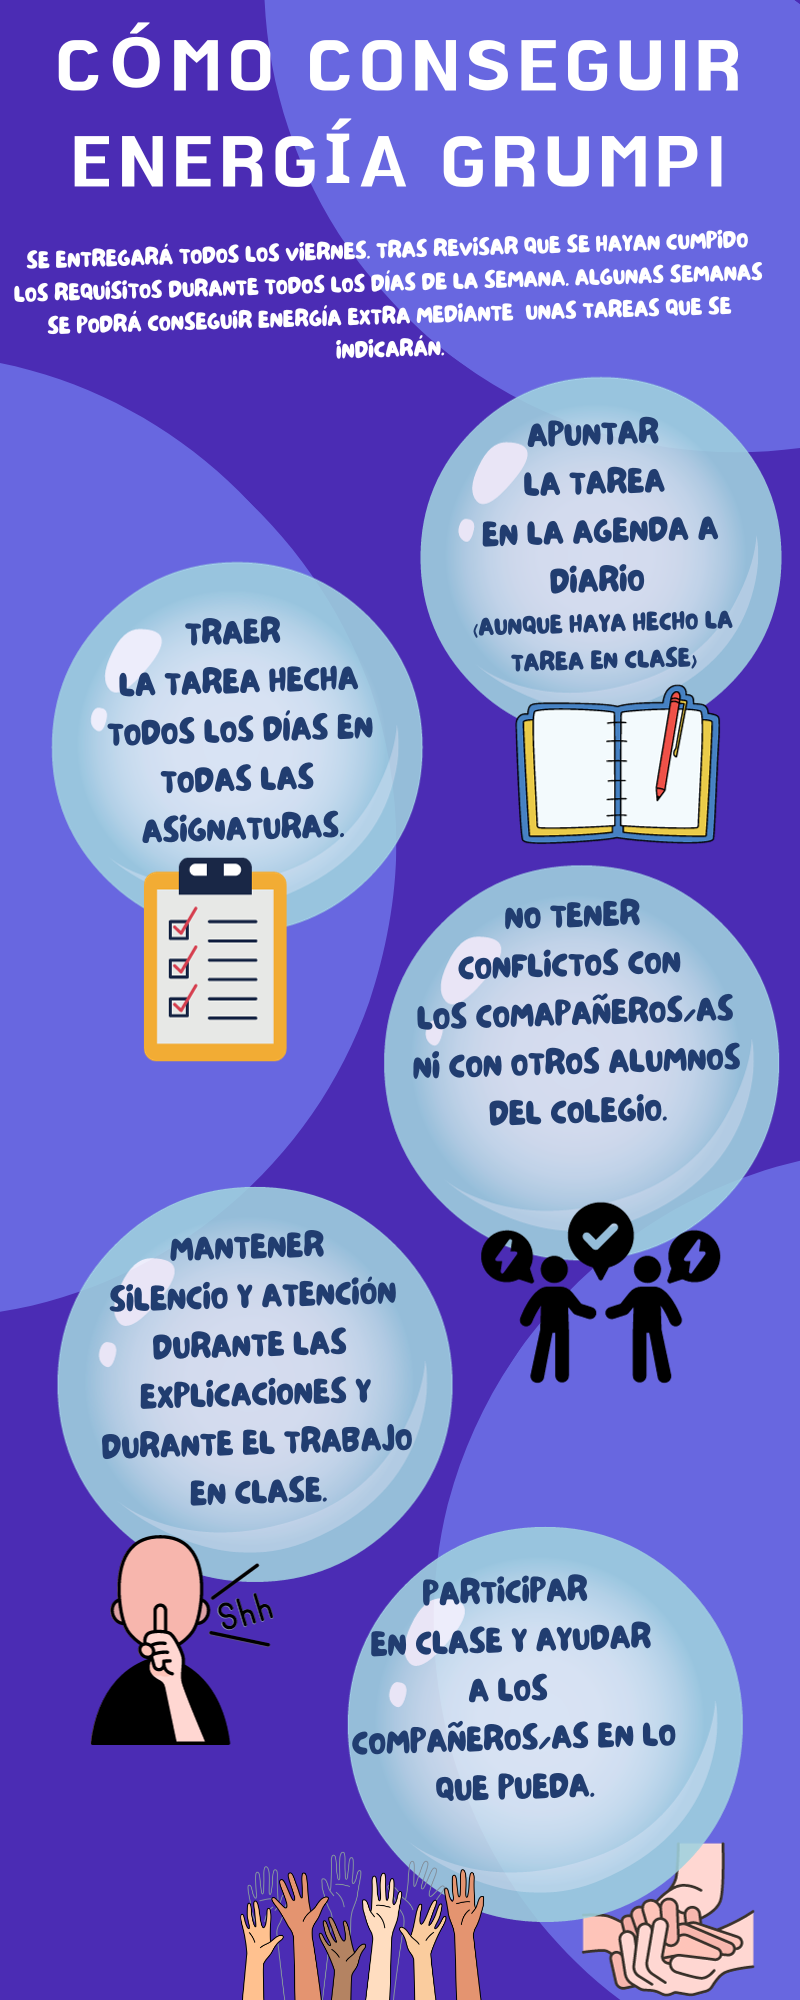 CÓMO CONSEGUIR
ENERGÍA GRUMPI
SE ENTREGARÁ TODOS LOS VIERNES. TRAS REVISAR QUE SE HAYAN CUMPIDO
LOS REQUISITOS DURANTE TODOS LOS DÍAS DE LA SEMANA. ALGUNAS SEMANAS
SE PODRÁ CONSEGUIR ENERGÍA EXTRA MEDIANTE UNAS TAREAS QUE SE
INDICARÁN.
APUNTAR
LA TAREA
EN LA AGENDA A
DIARIO
(AUNQUE HAYA HECHO LA
TAREA EN CLASE)
TRAER
LA TAREA HECHA
TODOS LOS DÍAS EN
TODAS LAS
ASIGNATURAS.
NO TENER
CONFLICTOS CON
LOS COMAPAÑEROS/AS
NI CON OTROS ALUMNOS
DEL COLEGIO.
MANTENER
SILENCIO Y ATENCIÓN
DURANTE LAS
EXPLICACIONES Y
DURANTE EL TRABAJO
EN CLASE.
Shh
PARTICIPAR
EN CLASE Y AYUDAR
A LOS
COMPAÑEROS/AS EN LO
QUE PUEDA.